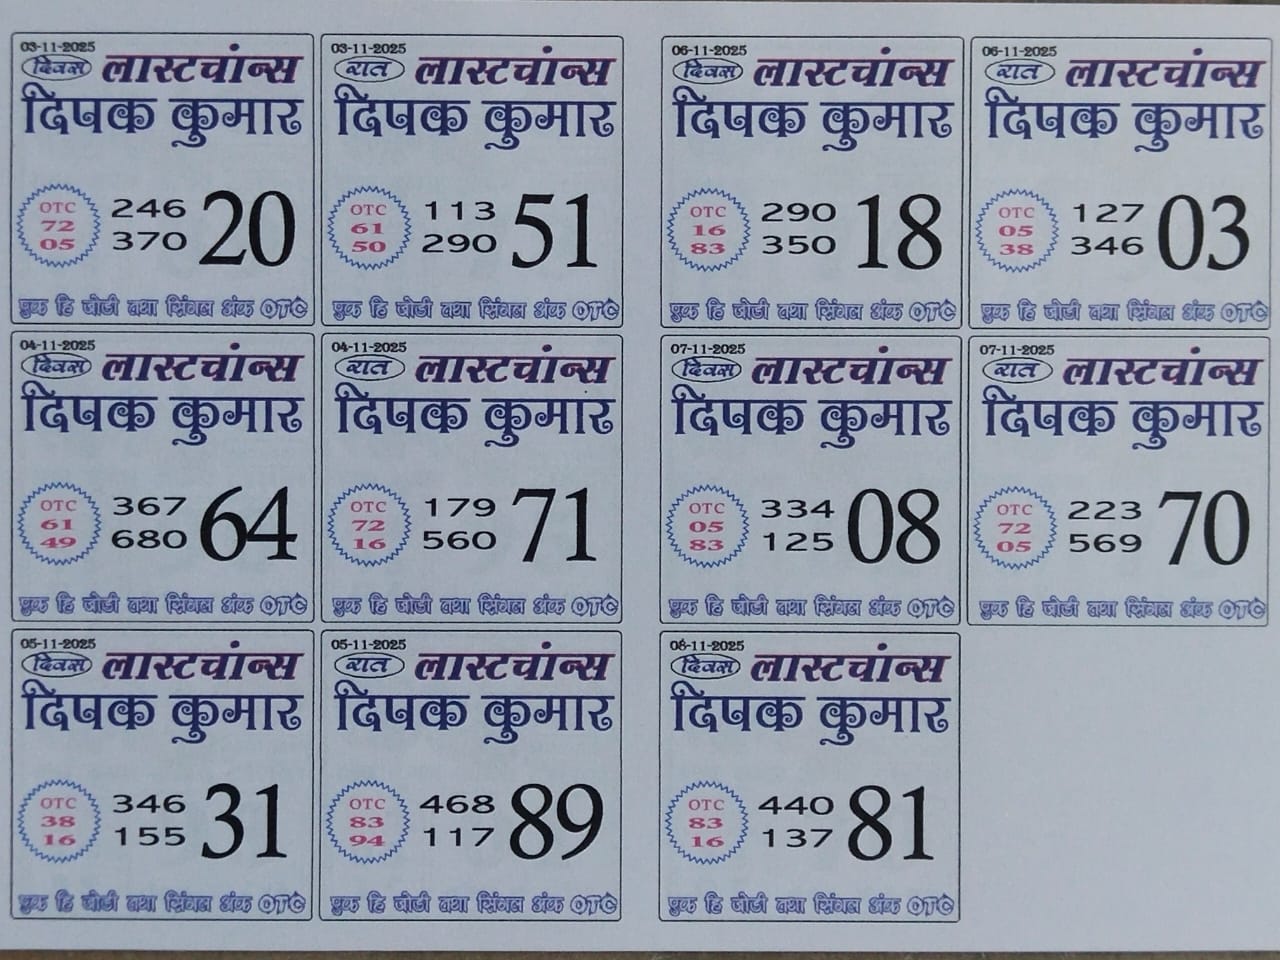 03-11-2025
दिवस लास्टचांन्स
दिपक कुमार
OTC
72
05
246
370
20
एक हि जोडी तथा सिंगल अंक OTC
03-11-2025
रात लास्टचांन्स
दिपक कुमार
OTC
61
50
113
290
51
एक हि जोडी तथा सिंगल अंक OTC
06-11-2025
दिवस लास्टचांन्स
दिपक कुमार
OTC
16
83
290
350
18
एक हि जोडी तथा सिंगल अंक OTC
06-11-2025
रात लास्टचांन्स
दिपक कुमार
OTC
05
38
127
346
03
एक हि जोडी तथा सिंगल अंक OTC
04-11-2025
दिवस लास्टचांन्स
दिपक कुमार
OTC
61
49
367
680
64
एक हि जोडी तथा सिंगल अंक OTC
04-11-2025
रात लास्टचांन्स
दिपक कुमार
OTC
72
16
179
560
71
एक हि जोडी तथा सिंगल अंक OTC
07-11-2025
दिवस लास्टचांन्स
दिपक कुमार
OTC
05
83
334
125
08
एक हि जोडी तथा सिंगल अंक OTC
07-11-2025
रात लास्टचांन्स
दिपक कुमार
OTC
72
05
223
569
70
एक हि जोडी तथा सिंगल अंक OTC
05-11-2025
दिवस लास्टचांन्स
दिपक कुमार
OTC
38
16
346
155
31
एक हि जोडी तथा सिंगल अंक OTC
05-11-2025
रात लास्टचांन्स
दिपक कुमार
OTC
83
94
468
117
89
एक हि जोडी तथा सिंगल अंक OTC
08-11-2025
दिवस लास्टचांन्स
दिपक कुमार
OTC
83
16
440
137
81
एक हि जोडी तथा सिंगल अंक OTC